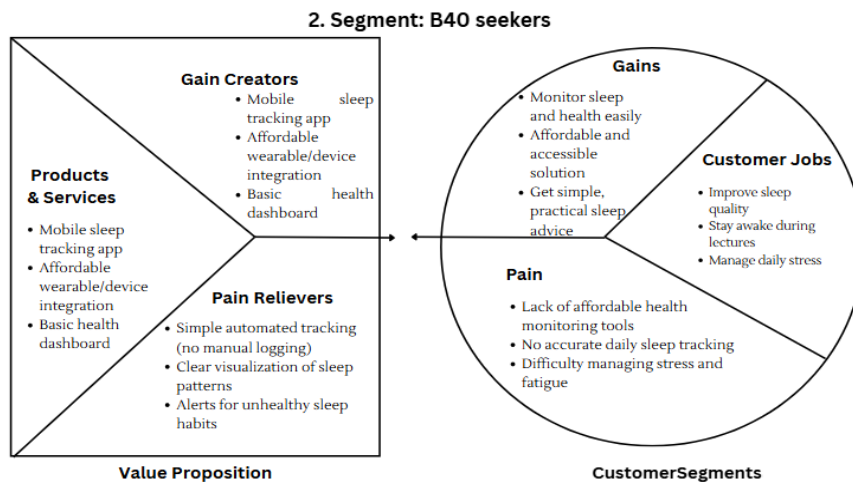 2. Segment: B40 seekers
Gain Creators
• Mobile sleep
tracking app
• Affordable
wearable/device
integration
• Basic health
dashboard
Products
& Services
• Mobile sleep
tracking app
• Affordable
wearable/device
integration
• Basic health
dashboard
Pain Relievers
• Simple automated tracking
(no manual logging)
• Clear visualization of sleep
patterns
• Alerts for unhealthy sleep
habits
Value Proposition
Gains
• Monitor sleep
and health easily
• Affordable and
accessible
solution
• Get simple,
practical sleep
advice
Customer Jobs
• Improve sleep
quality
• Stay awake during
lectures
• Manage daily stress
Pain
• Lack of affordable health
monitoring tools
• No accurate daily sleep tracking
• Difficulty managing stress and
fatigue
CustomerSegments